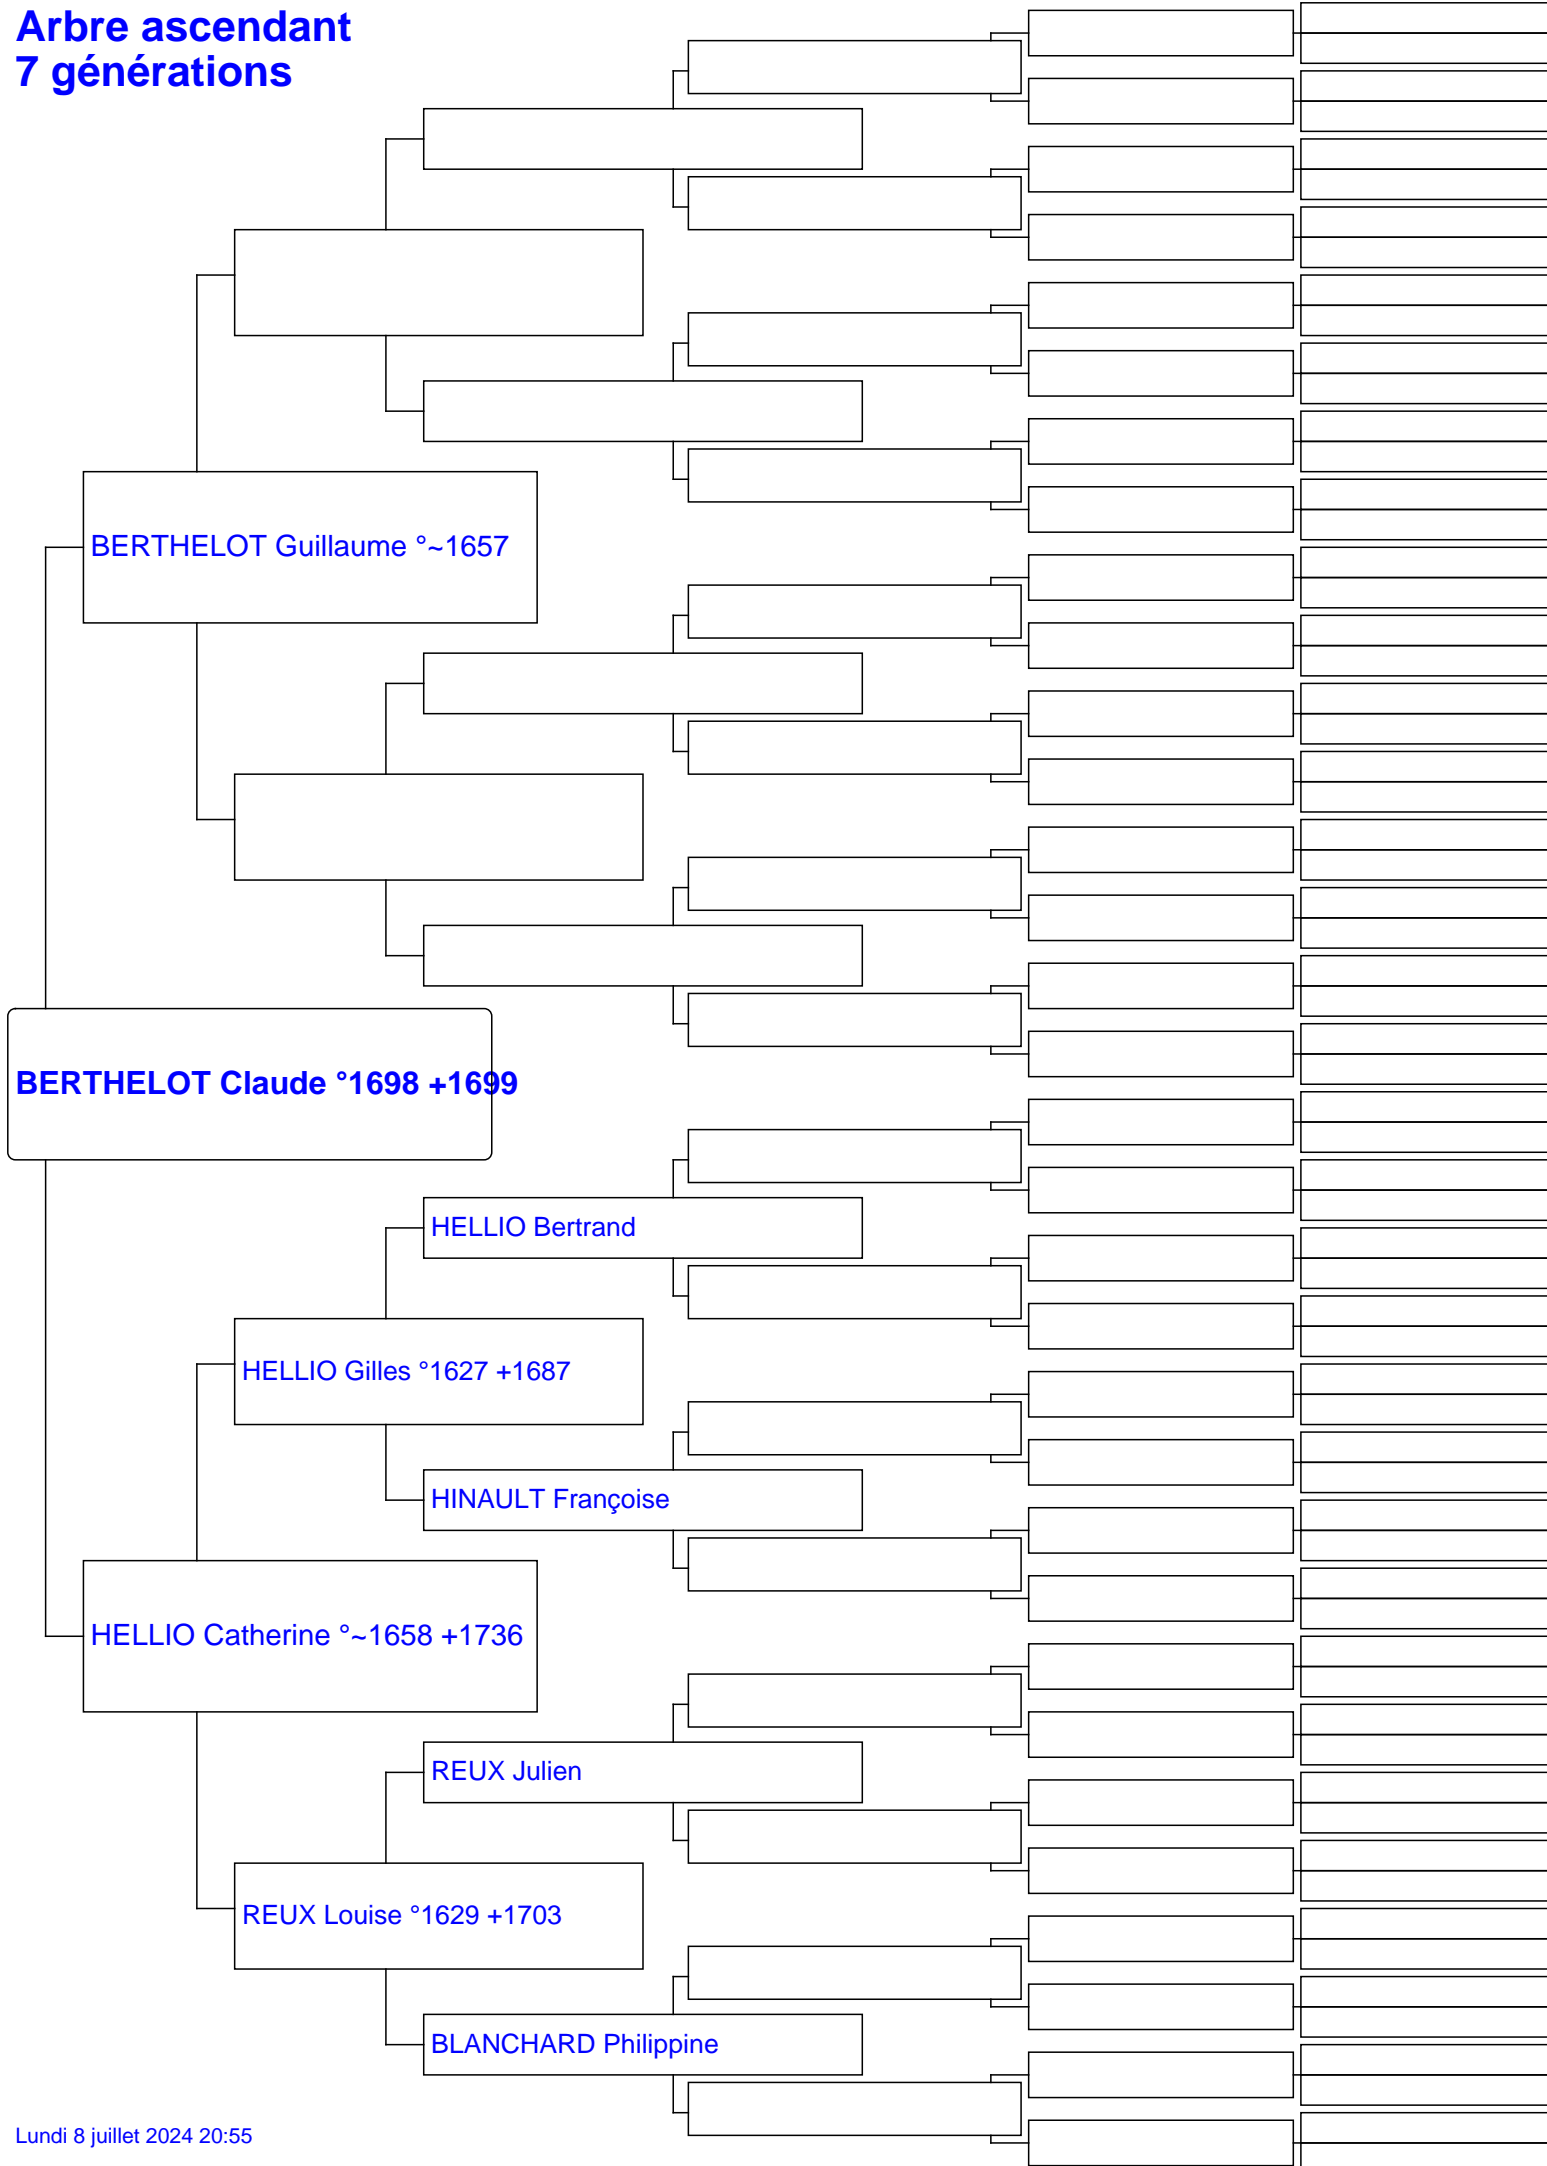 Arbre ascendant
7 générations
BERTHELOT Guillaume °~1657
BERTHELOT Claude °1698 +1699
HELLIO Bertrand
HELLIO Gilles °1627 +1687
HINAULT Françoise
HELLIO Catherine °~1658 +1736
REUX Julien
REUX Louise °1629 +1703
BLANCHARD Philippine
Lundi 8 juillet 2024 20:55